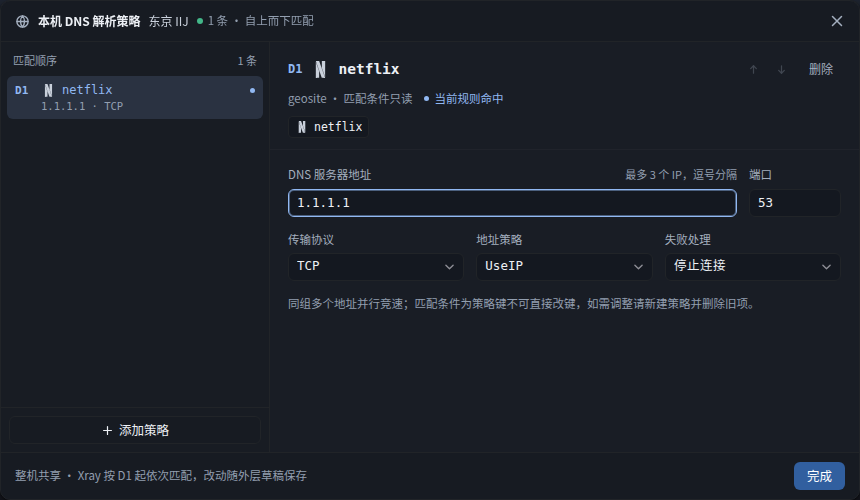 本机 DNS 解析策略 东京 IIJ 1 条 · 自上而下匹配
匹配顺序 1 条
D1 netflix
1.1.1.1 · TCP
添加策略
D1 netflix ↑ ↓ 删除
geosite · 匹配条件只读 当前规则命中
netflix
DNS 服务器地址 最多 3 个 IP，逗号分隔 端口
1.1.1.1 53
传输协议 地址策略 失败处理
TCP UseIP 停止连接
同组多个地址并行竞速；匹配条件为策略键不可直接改键，如需调整请新建策略并删除旧项。
整机共享 · Xray 按 D1 起依次匹配，改动随外层草稿保存 完成